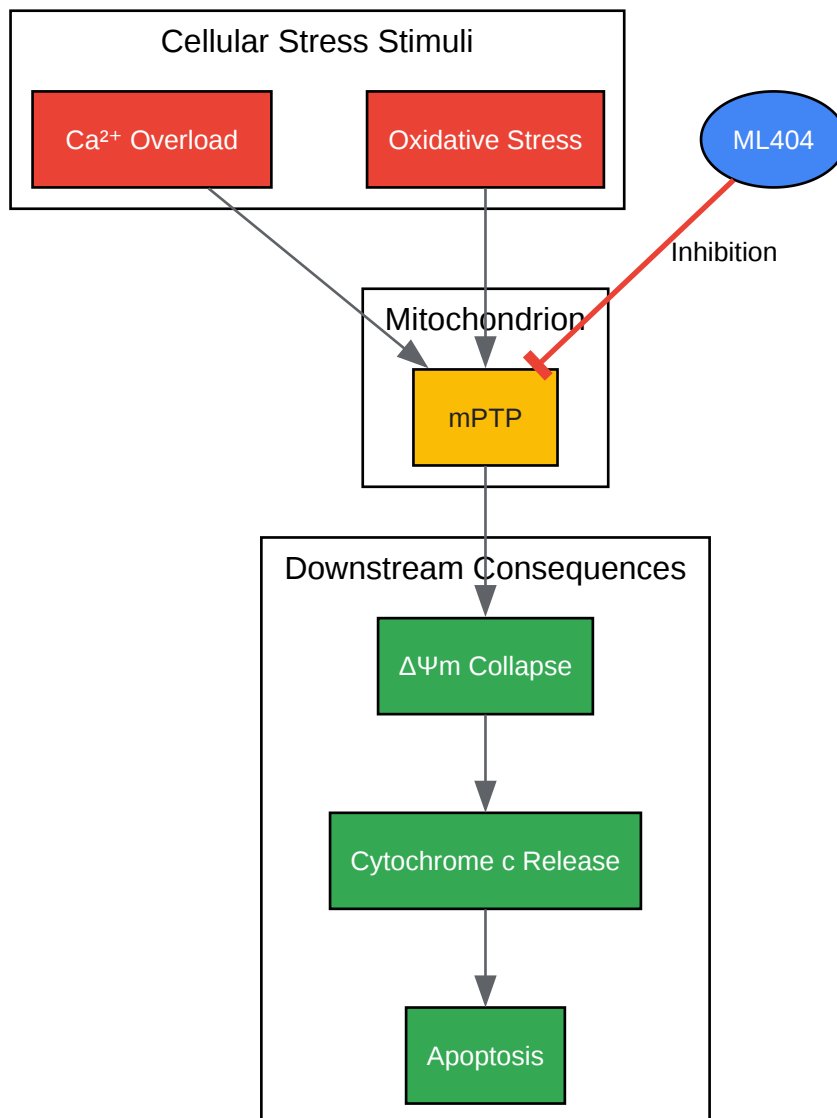 Cellular Stress Stimuli
Ca²⁺ Overload
Oxidative Stress
ML404
Inhibition
Mitochondrion
mPTP
Downstream Consequences
ΔΨm Collapse
Cytochrome c Release
Apoptosis